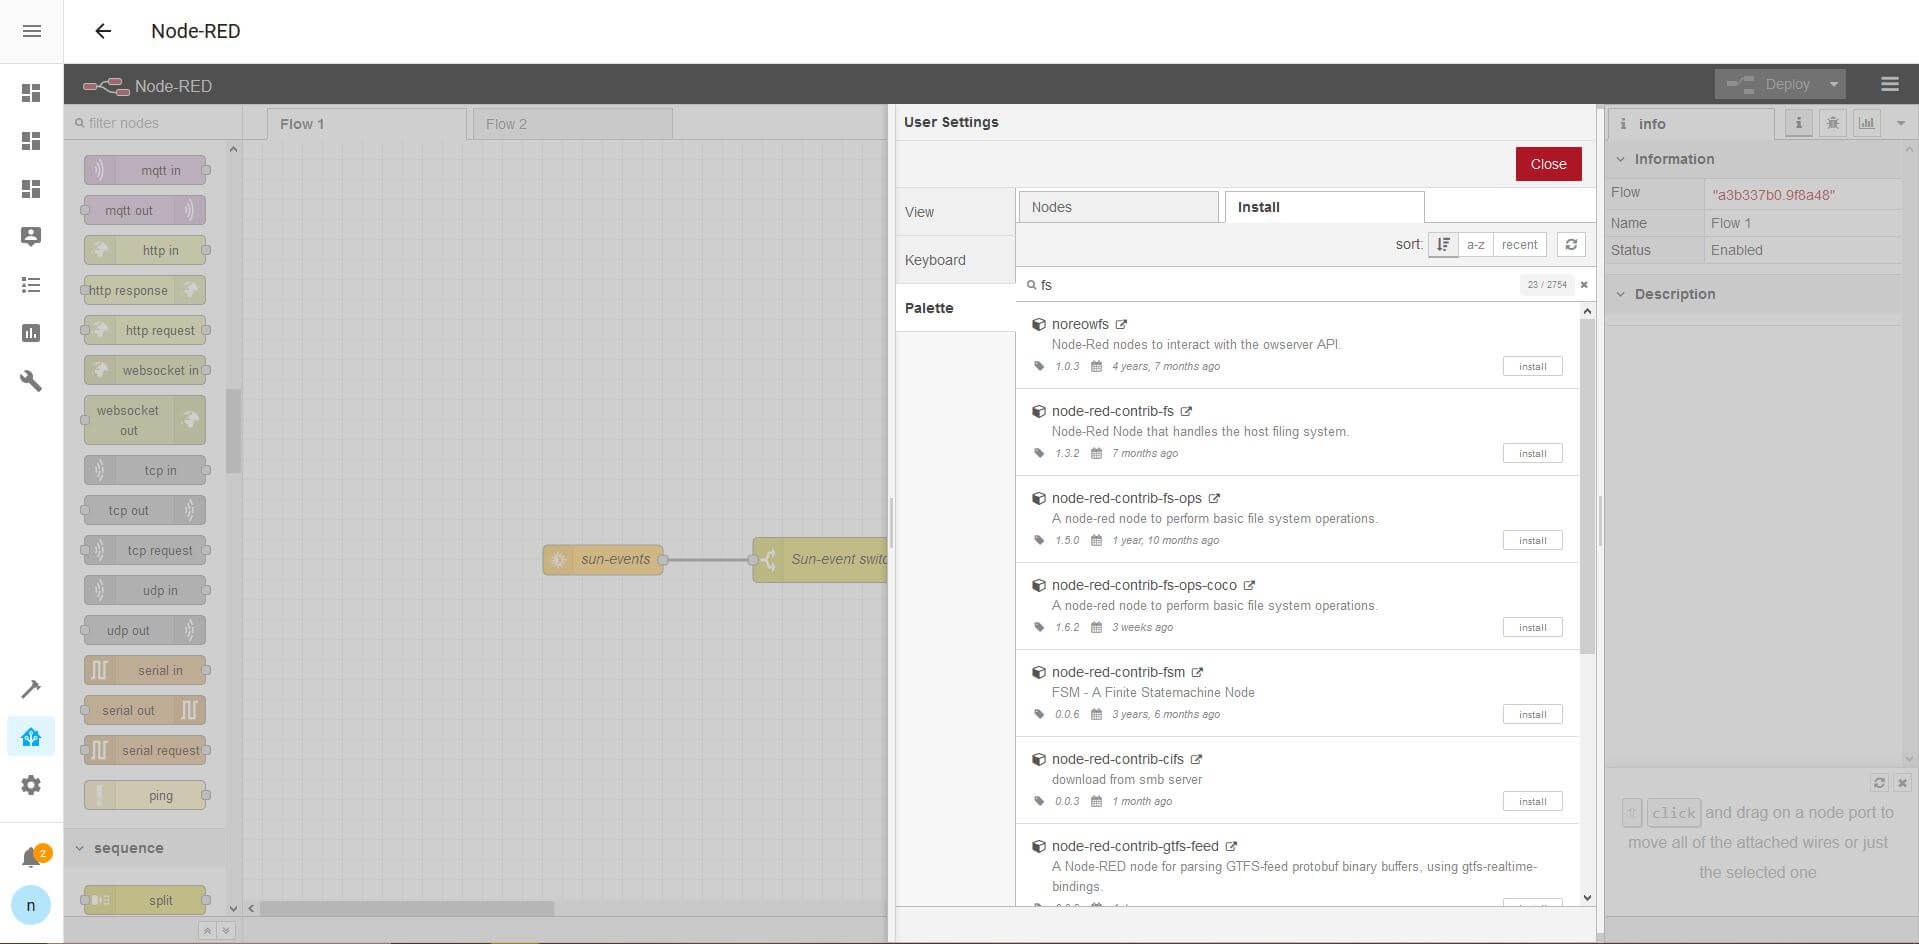 Node-RED
Node-RED
Deploy
filter nodes
Flow 1
Flow 2
mqtt in
mqtt out
http in
http response
http request
websocket in
websocket
out
tcp in
tcp out
tcp request
udp in
udp out
serial in
serial out
serial request
ping
sequence
split
sun-events
Sun-event switc
2
n
User Settings
Close
View
Keyboard
Palette
Nodes
Install
sort:
a-z
recent
fs
23 / 2754
noreowfs
Node-Red nodes to interact with the owserver API.
1.0.3
4 years, 7 months ago
install
node-red-contrib-fs
Node-Red Node that handles the host filing system.
1.3.2
7 months ago
install
node-red-contrib-fs-ops
A node-red node to perform basic file system operations.
1.5.0
1 year, 10 months ago
install
node-red-contrib-fs-ops-coco
A node-red node to perform basic file system operations.
1.6.2
3 weeks ago
install
node-red-contrib-fsm
FSM - A Finite Statemachine Node
0.0.6
3 years, 6 months ago
install
node-red-contrib-cifs
download from smb server
0.0.3
1 month ago
install
node-red-contrib-gtfs-feed
A Node-RED node for parsing GTFS-feed protobuf binary buffers, using gtfs-realtime-
bindings.
info
Information
Flow
"a3b337b0.9f8a48"
Name
Flow 1
Status
Enabled
Description
⇧ click and drag on a node port to
move all of the attached wires or just
the selected one